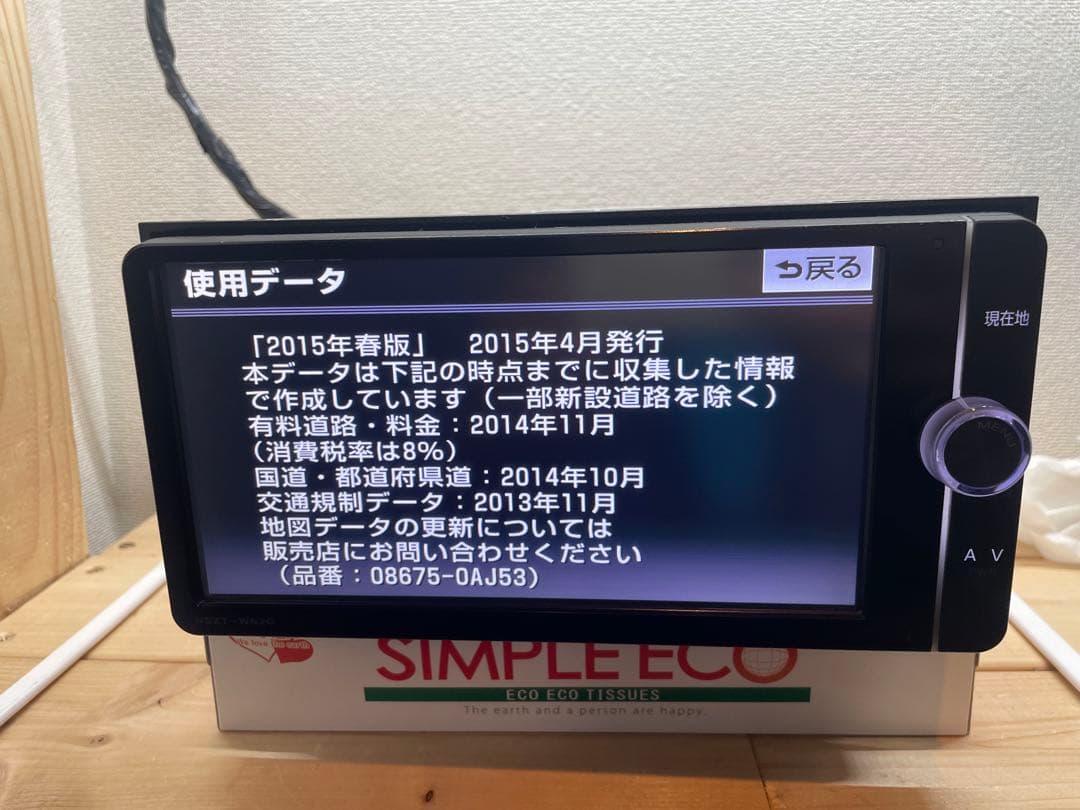 使用データ
戻る
「2015年春版」 2015年4月発行
本データは下記の時点までに収集した情報
で作成しています（一部新設道路を除く）
有料道路・料金：2014年11月
（消費税率は8%）
国道・都道府県道：2014年10月
交通規制データ：2013年11月
地図データの更新については
販売店にお問い合わせください
（品番：08675-0AJ53）
現在地
MENU
A V
SIMPLE ECO
ECO ECO TISSUES
The earth and a person are happy.